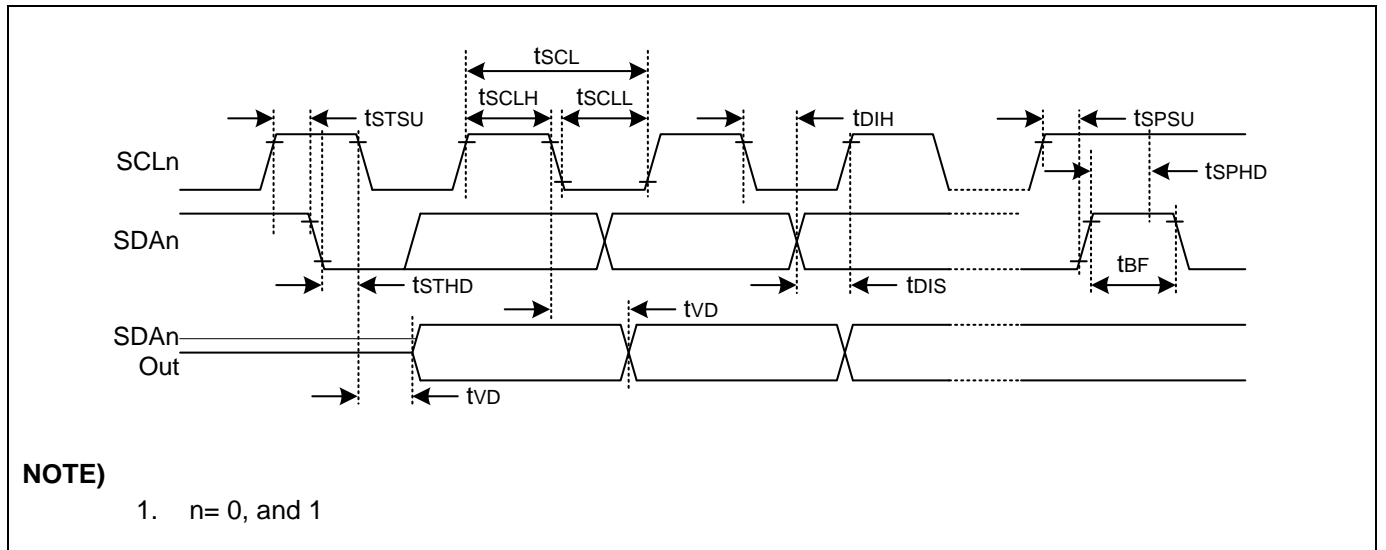 tSCL
tSCLH tSCLL
tSTSU tDIH tSPSU
SCLn
tSPHD
SDAn
tBF
tSTHD tDIS
tVD
SDAn
Out
tVD
NOTE)
1. n= 0, and 1